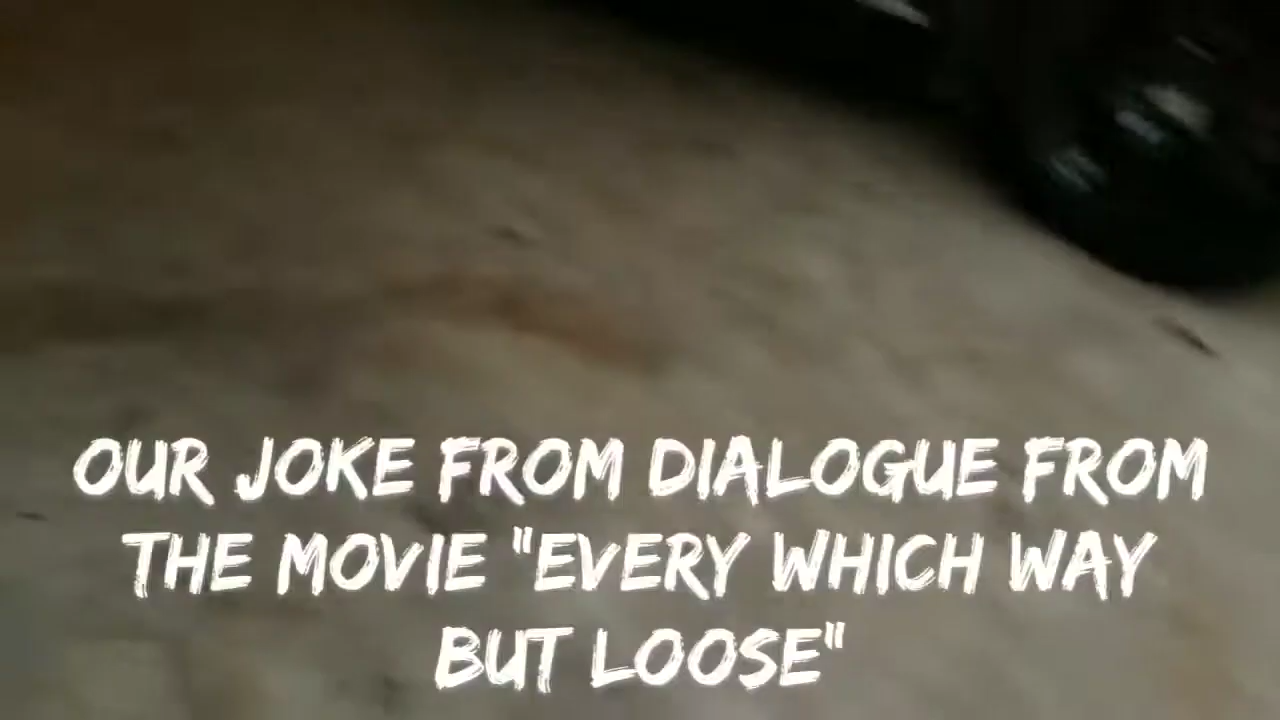 OUR JOKE FROM DIALOGUE FROM
THE MOVIE "EVERY WHICH WAY
BUT LOOSE"